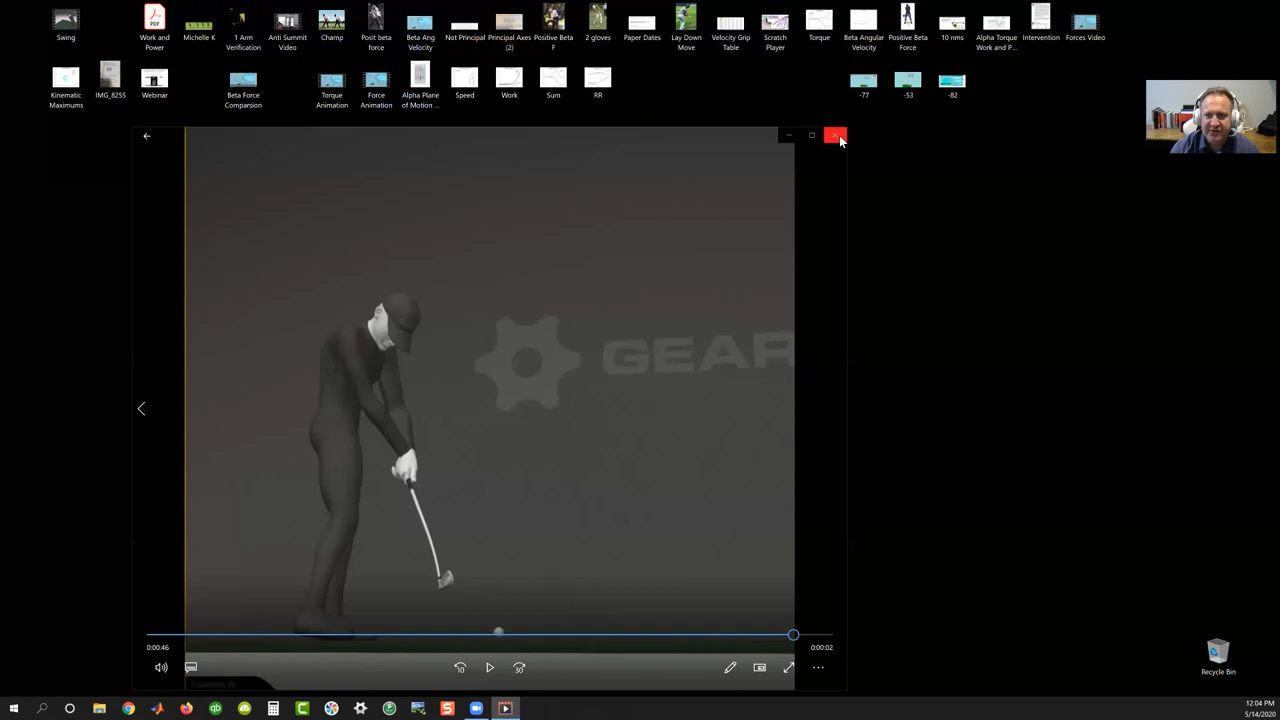 Swing
Work and Power
Michelle K
1 Arm Verification
Anti Summit Video
Champ
Posit beta force
Beta Ang Velocity
Not Principal
Principal Axes (2)
Positive Beta F
2 gloves
Paper Dates
Lay Down Move
Velocity Grip Table
Scratch Player
Torque
Beta Angular Velocity
Positive Beta Force
10 nms
Alpha Torque Work and P...
Intervention
Forces Video
Kinematic Maximums
IMG_8255
Webinar
Beta Force Comparsion
Torque Animation
Force Animation
Alpha Plane of Motion ...
Speed
Work
Sum
RR
-77
-53
-82
GEAR
0:00:46
0:00:02
10
30
Recycle Bin
12:04 PM
5/14/2020